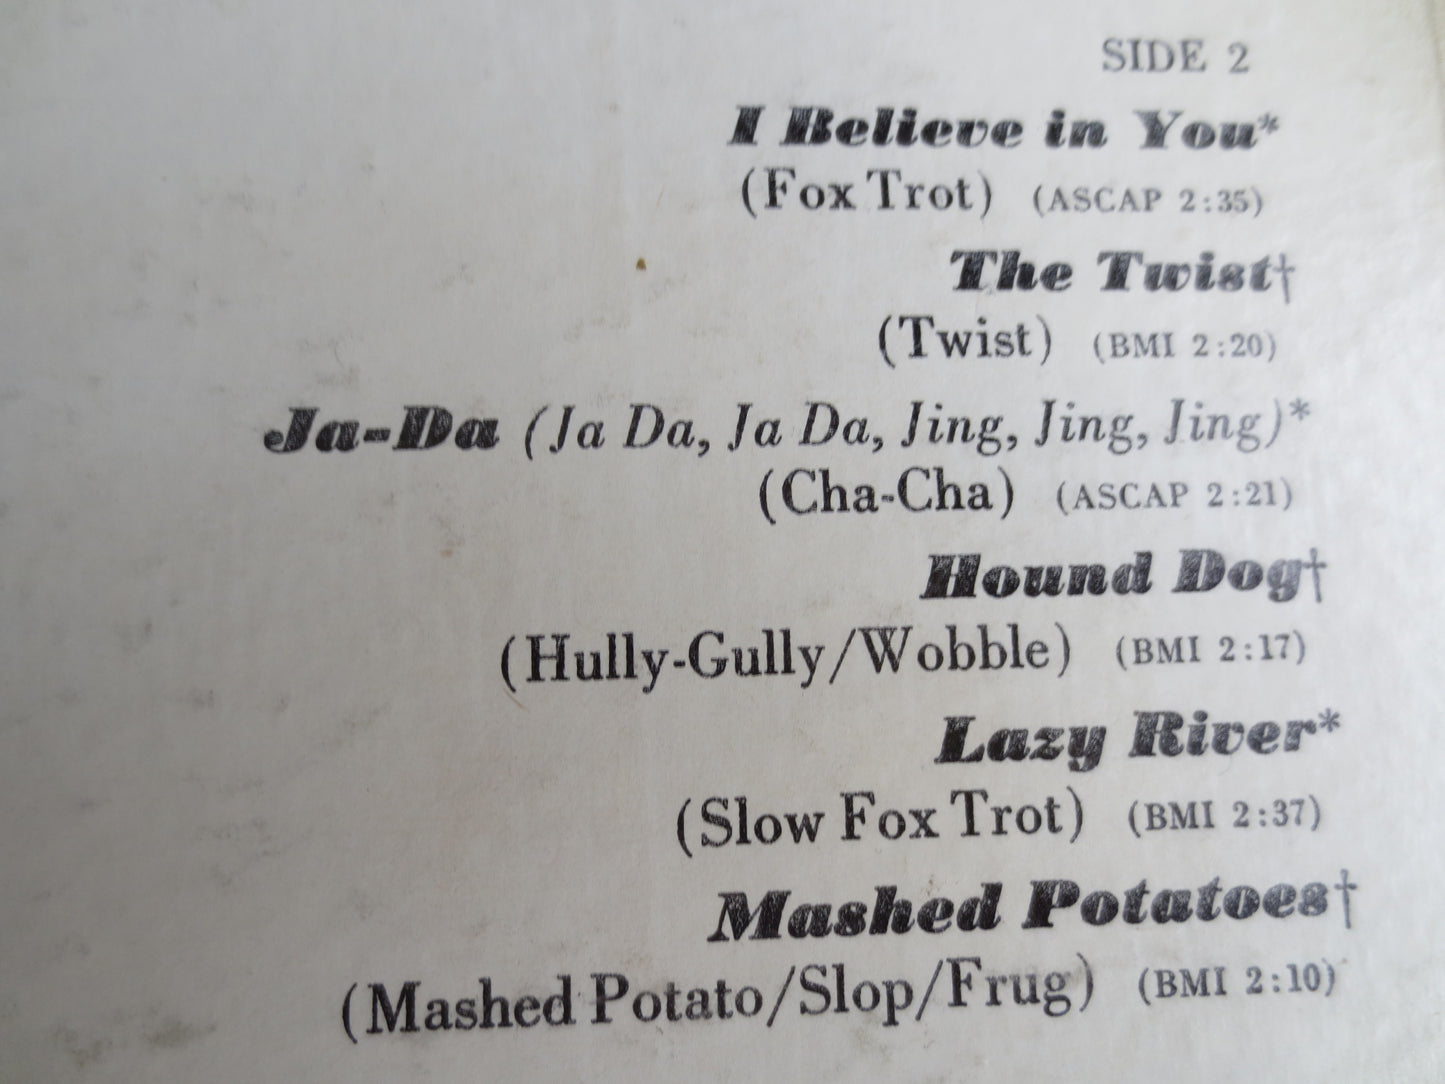 SIDE 2
I Believe in You*
(Fox Trot) (ASCAP 2:35)
The Twist†
(Twist) (BMI 2:20)
Ja-Da (Ja Da, Ja Da, Jing, Jing, Jing)*
(Cha-Cha) (ASCAP 2:21)
Hound Dog†
(Hully-Gully/Wobble) (BMI 2:17)
Lazy River*
(Slow Fox Trot) (BMI 2:37)
Mashed Potatoes†
(Mashed Potato/Slop/Frug) (BMI 2:10)